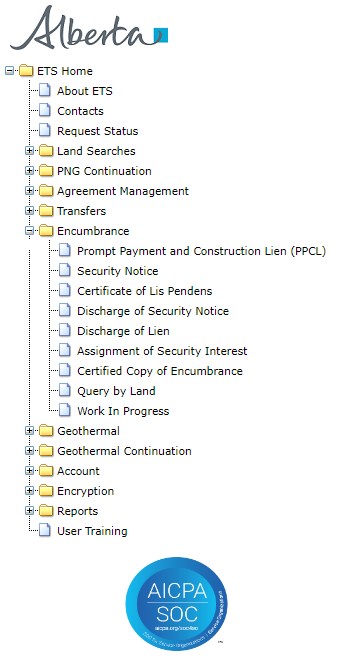 Alberta
ETS Home
About ETS
Contacts
Request Status
Land Searches
PNG Continuation
Agreement Management
Transfers
Encumbrance
Prompt Payment and Construction Lien (PPCL)
Security Notice
Certificate of Lis Pendens
Discharge of Security Notice
Discharge of Lien
Assignment of Security Interest
Certified Copy of Encumbrance
Query by Land
Work In Progress
Geothermal
Geothermal Continuation
Account
Encryption
Reports
User Training
AICPA
SOC
aicpa.org/soc4so
TM